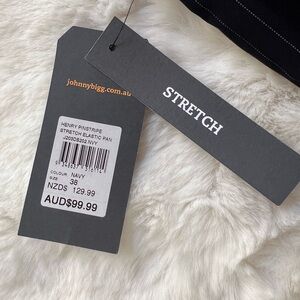 johnnybigg.com.au
STRETCH
HENRY PINSTRIPE
STRETCH ELASTIC PAN
COLOUR NAVY
SIZE 38
NZD$ 129.99
AUD$99.99